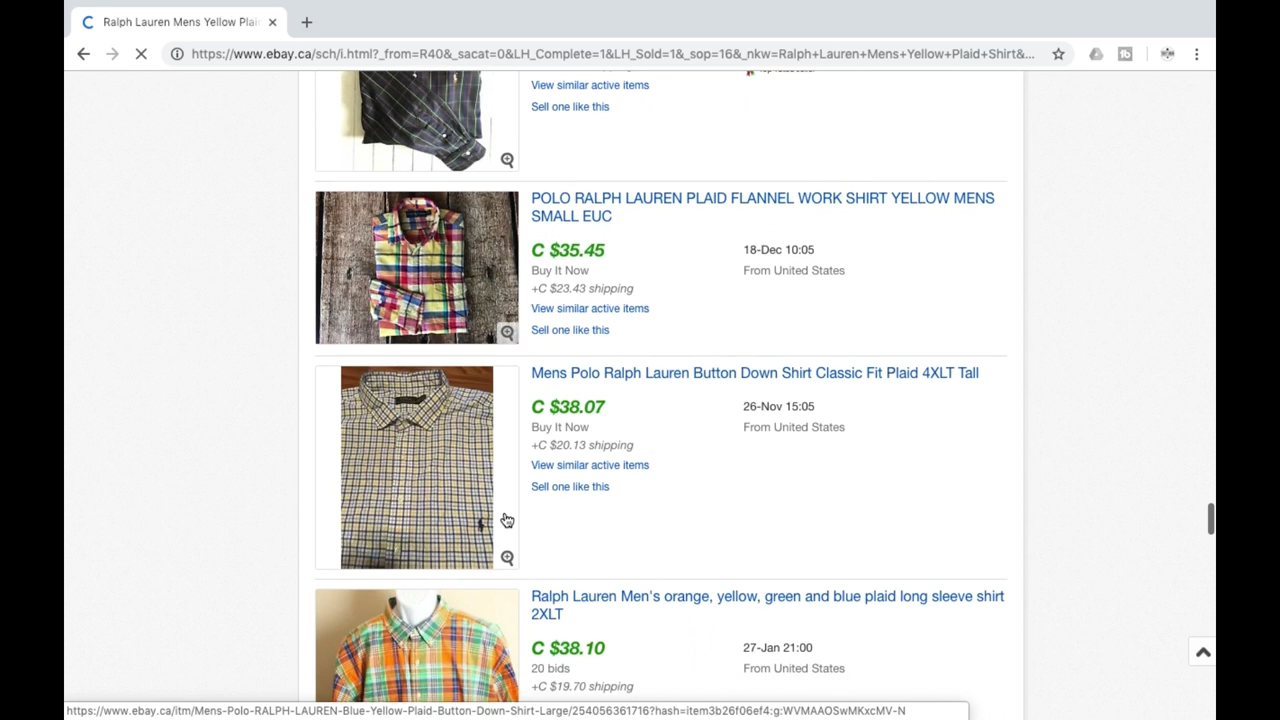 Ralph Lauren Mens Yellow Plai
https://www.ebay.ca/sch/i.html?_from=R40&_sacat=0&LH_Complete=1&LH_Sold=1&_sop=16&_nkw=Ralph+Lauren+Mens+Yellow+Plaid+Shirt&...
View similar active items
Sell one like this
POLO RALPH LAUREN PLAID FLANNEL WORK SHIRT YELLOW MENS
SMALL EUC
C $35.45
18-Dec 10:05
Buy It Now
From United States
+C $23.43 shipping
View similar active items
Sell one like this
Mens Polo Ralph Lauren Button Down Shirt Classic Fit Plaid 4XLT Tall
C $38.07
26-Nov 15:05
Buy It Now
From United States
+C $20.13 shipping
View similar active items
Sell one like this
Ralph Lauren Men's orange, yellow, green and blue plaid long sleeve shirt
2XLT
C $38.10
27-Jan 21:00
20 bids
From United States
+C $19.70 shipping
https://www.ebay.ca/itm/Mens-Polo-RALPH-LAUREN-Blue-Yellow-Plaid-Button-Down-Shirt-Large/254056361716?hash=item3b26f06ef4:g:WVMAAOSwMKxcMV-N